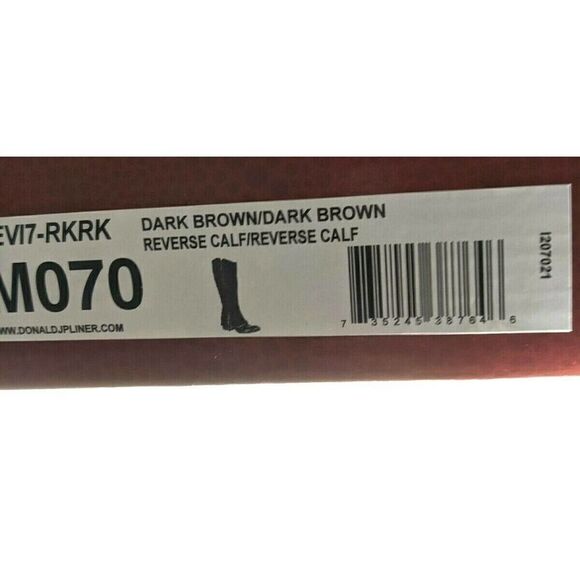 EVI7-RKRK
M070
WWW.DONALDJPLINER.COM
DARK BROWN/DARK BROWN
REVERSE CALF/REVERSE CALF
7 35245 38764 6
I207021